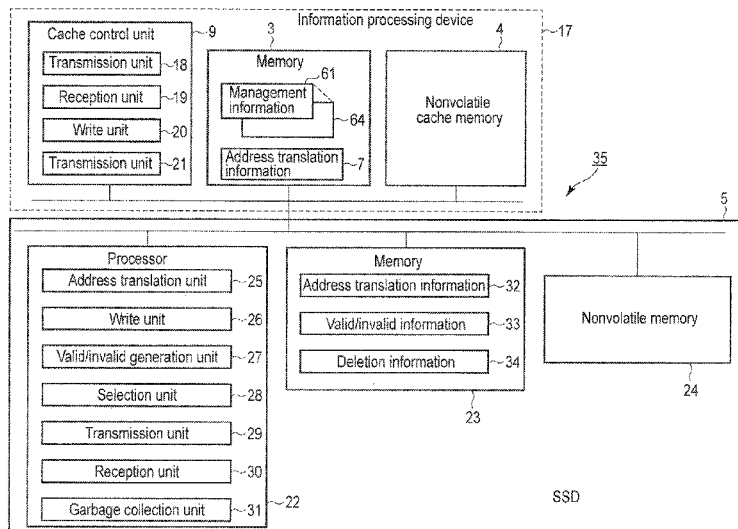 Information processing device
17
Cache control unit
9
Transmission unit
18
Reception unit
19
Write unit
20
Transmission unit
21
3
Memory
61
Management information
64
Address translation information
7
4
Nonvolatile cache memory
35
5
Processor
Address translation unit
25
Write unit
26
Valid/invalid generation unit
27
Selection unit
28
Transmission unit
29
Reception unit
30
Garbage collection unit
31
22
Memory
Address translation information
32
Valid/invalid information
33
Deletion information
34
23
Nonvolatile memory
24
SSD